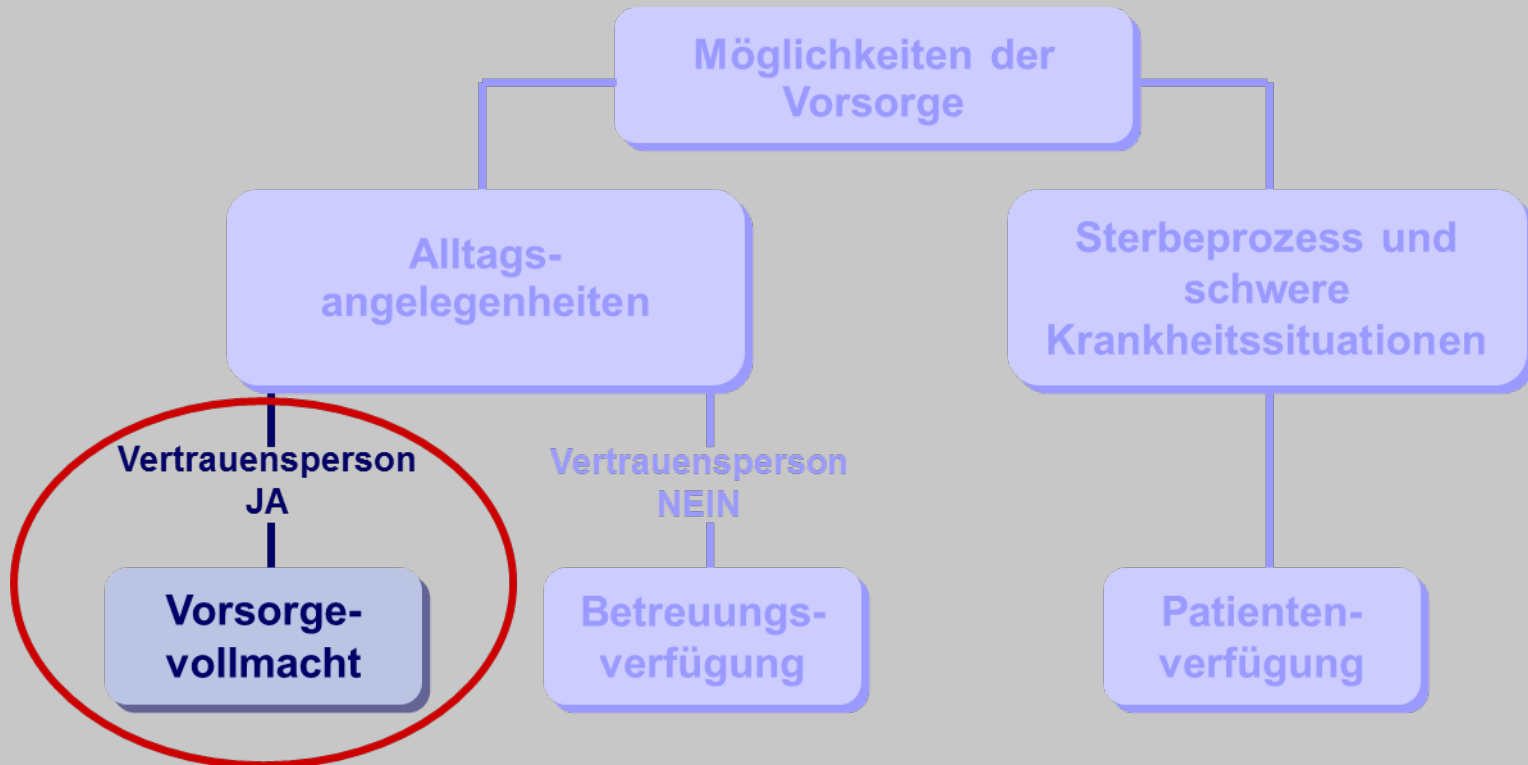 Möglichkeiten der
Vorsorge
Alltags-
angelegenheiten
Sterbeprozess und
schwere
Krankheitssituationen
Vertrauensperson
JA
Vertrauensperson
NEIN
Vorsorge-
vollmacht
Betreuungs-
verfügung
Patienten-
verfügung